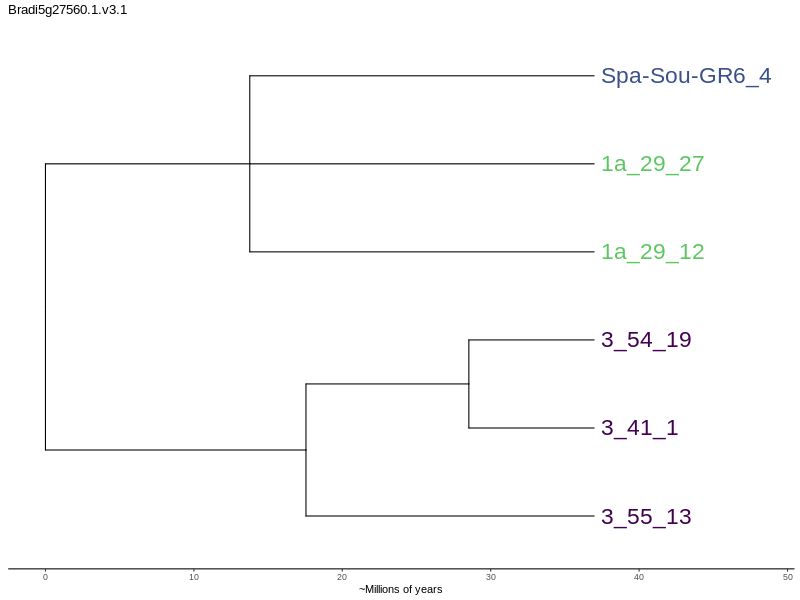 Bradi5g27560.1.v3.1
Spa-Sou-GR6_4
1a_29_27
1a_29_12
3_54_19
3_41_1
3_55_13
0 10 20 30 40 50
~Millions of years